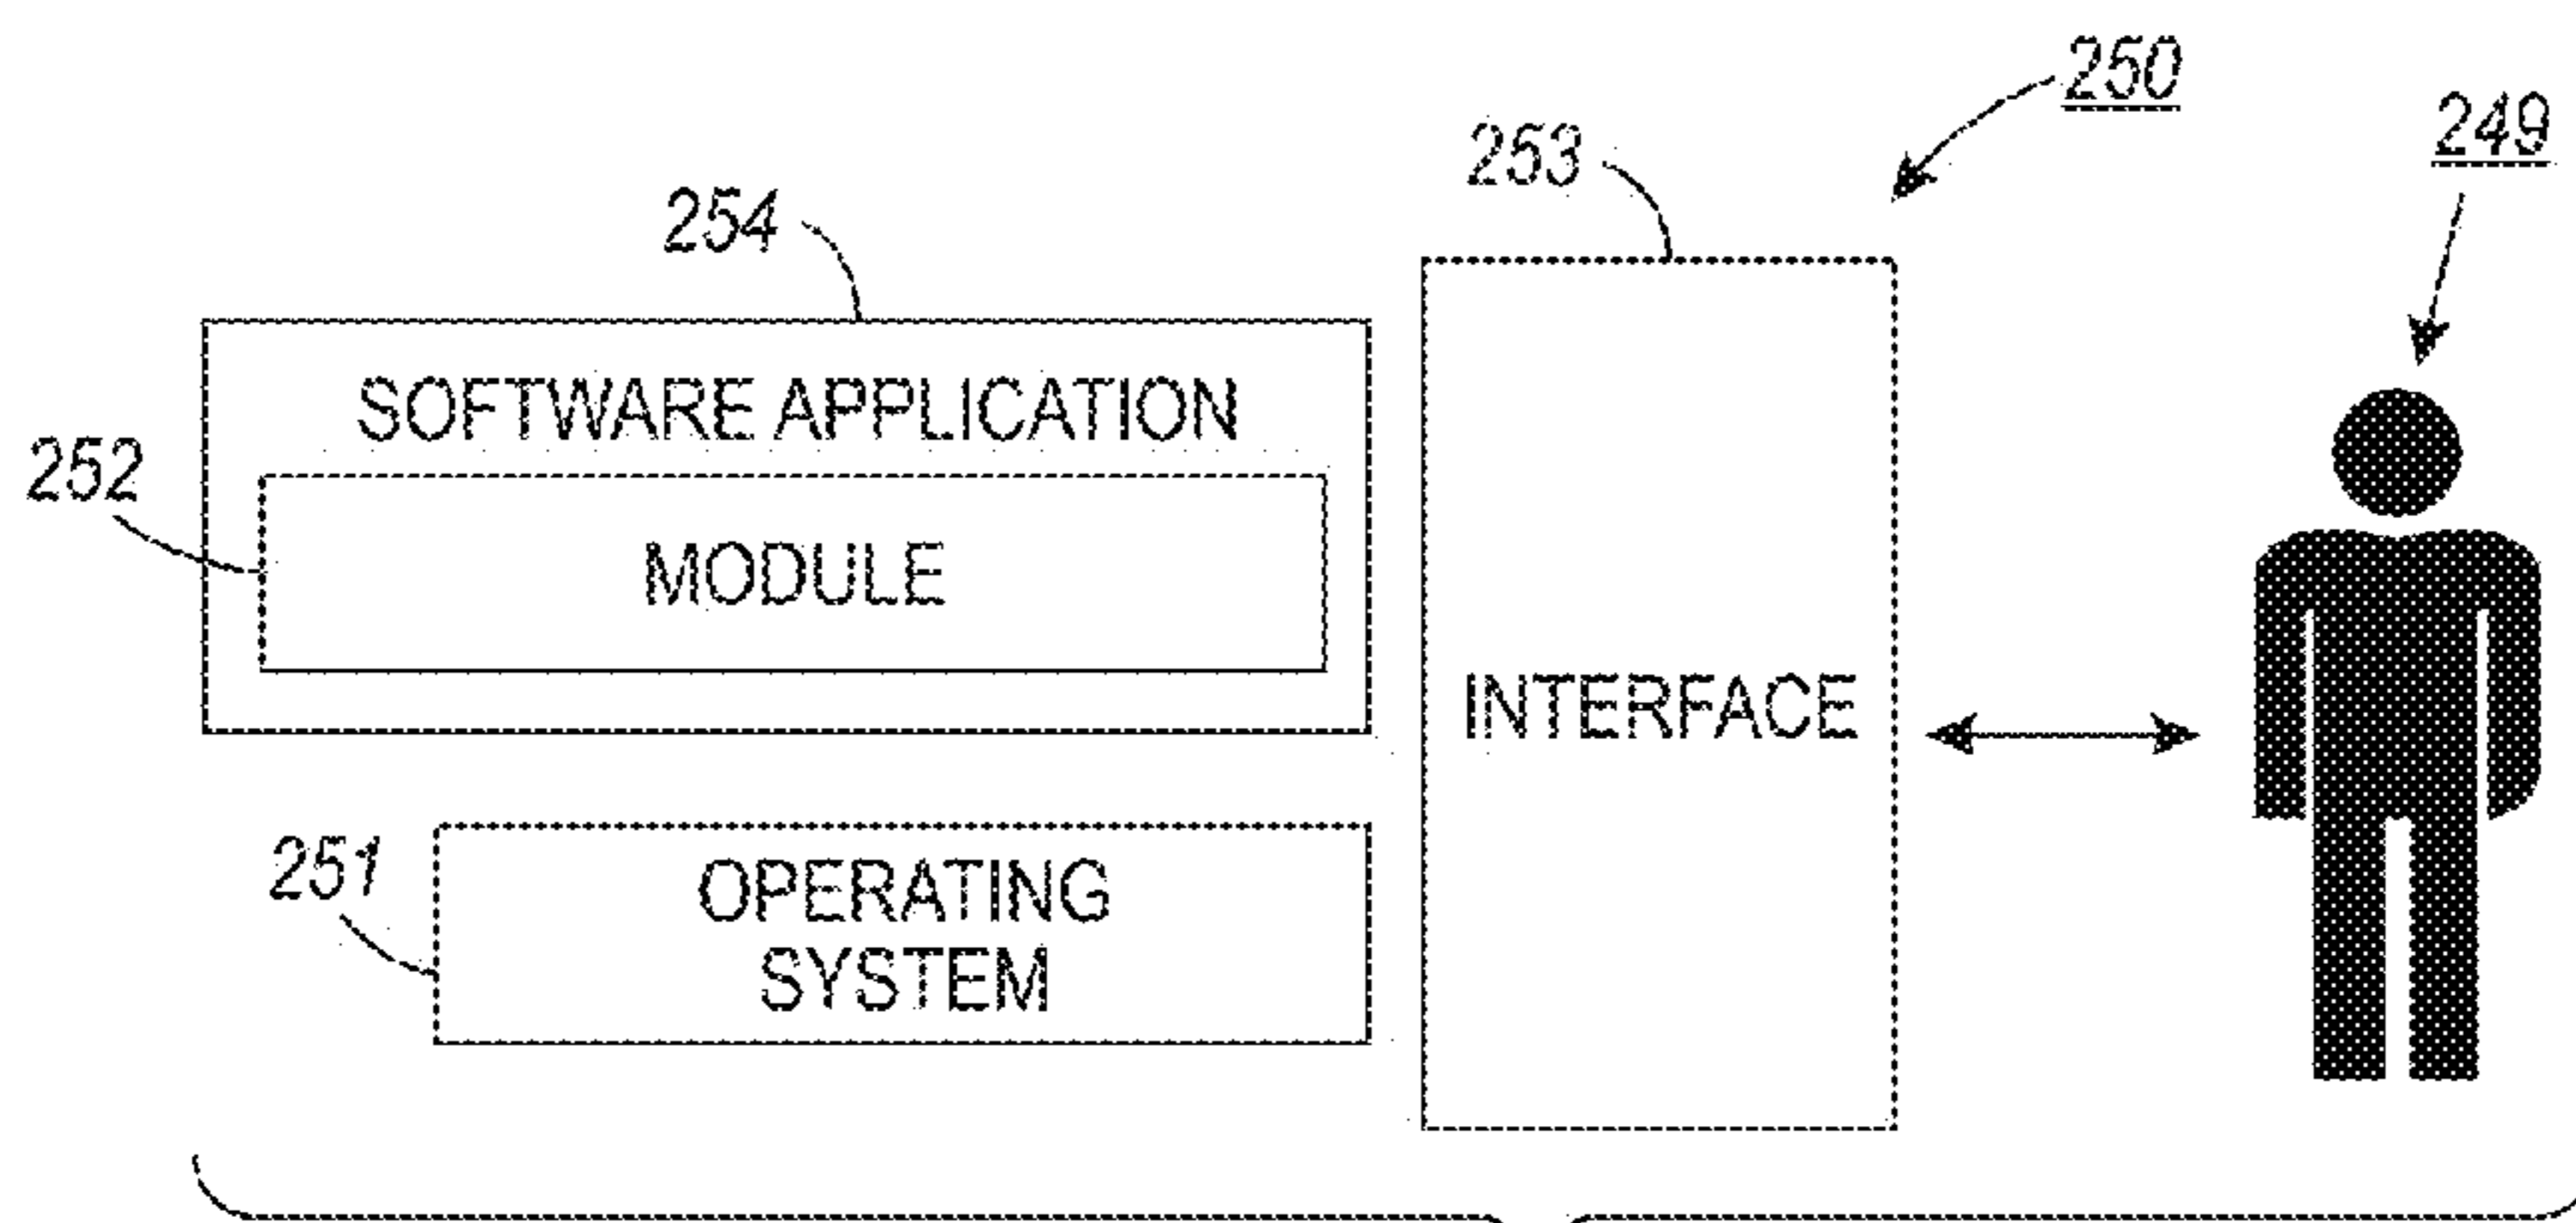 250
249
253
254
SOFTWARE APPLICATION
252
MODULE
INTERFACE
251
OPERATING
SYSTEM